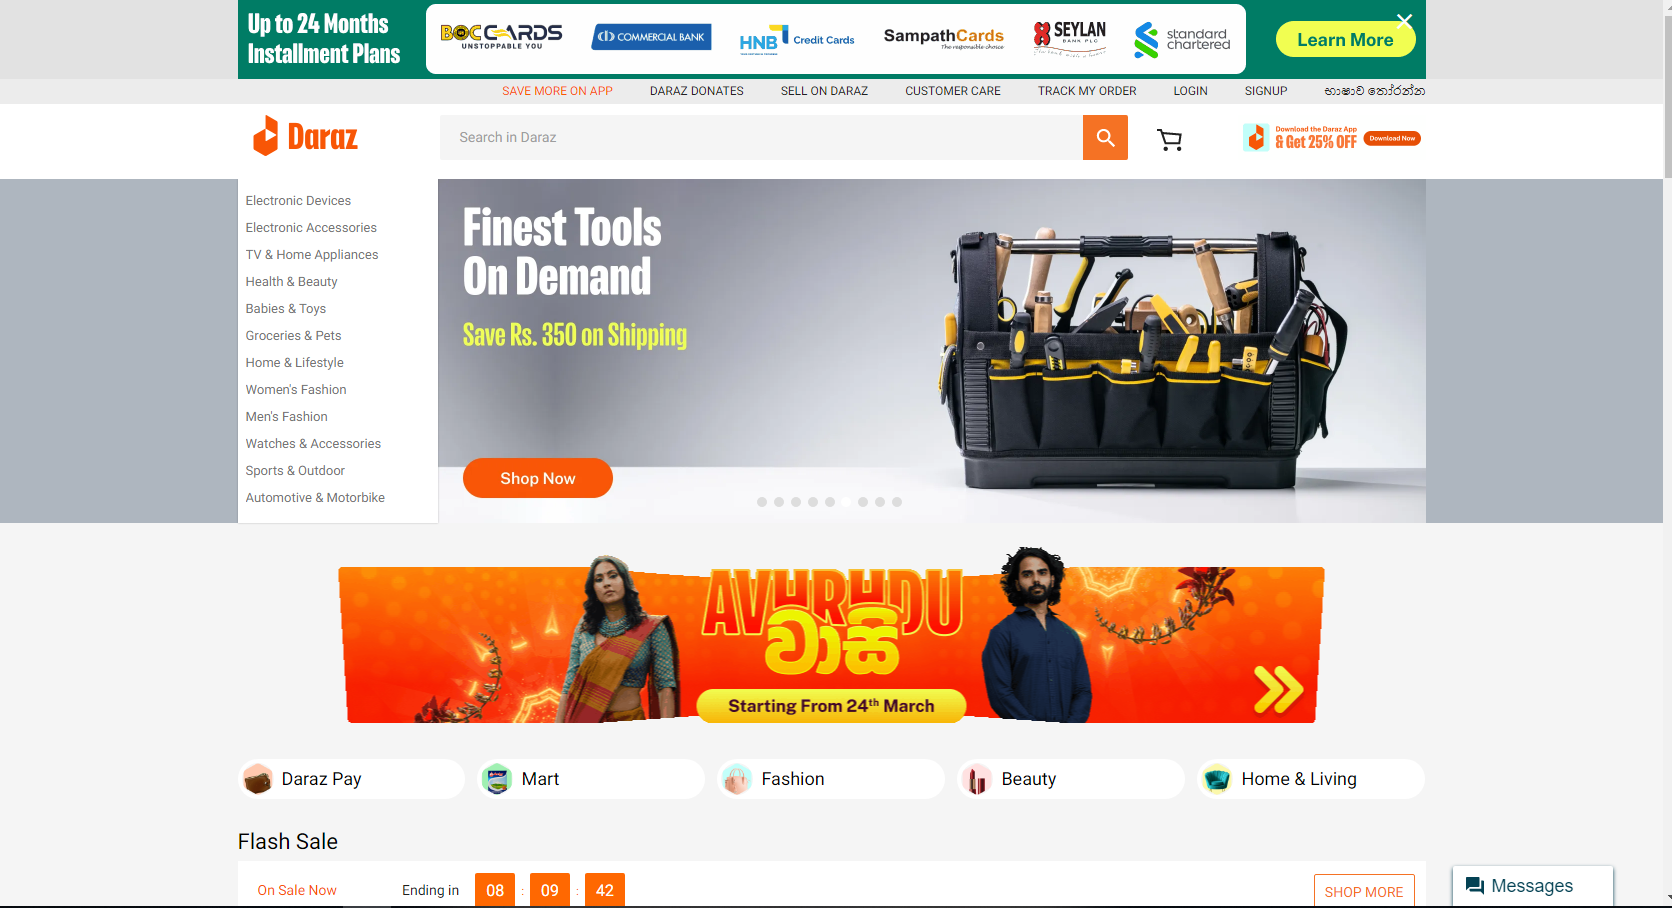 Up to 24 Months
Installment Plans
BOC CARDS
UNSTOPPABLE YOU
COMMERCIAL BANK
HNB Credit Cards
SampathCards
The responsible choice
SEYLAN
BANK PLC
standard
chartered
Learn More
SAVE MORE ON APP
DARAZ DONATES
SELL ON DARAZ
CUSTOMER CARE
TRACK MY ORDER
LOGIN
SIGNUP
භාෂාව තෝරන්න
Daraz
Search in Daraz
Download the Daraz App
& Get 25% OFF
Download Now
Electronic Devices
Electronic Accessories
TV & Home Appliances
Health & Beauty
Babies & Toys
Groceries & Pets
Home & Lifestyle
Women's Fashion
Men's Fashion
Watches & Accessories
Sports & Outdoor
Automotive & Motorbike
Finest Tools
On Demand
Save Rs. 350 on Shipping
Shop Now
AVURUDU
වාසි
Starting From 24th March
Daraz Pay
Mart
Fashion
Beauty
Home & Living
Flash Sale
On Sale Now
Ending in 08 : 09 : 42
SHOP MORE
Messages